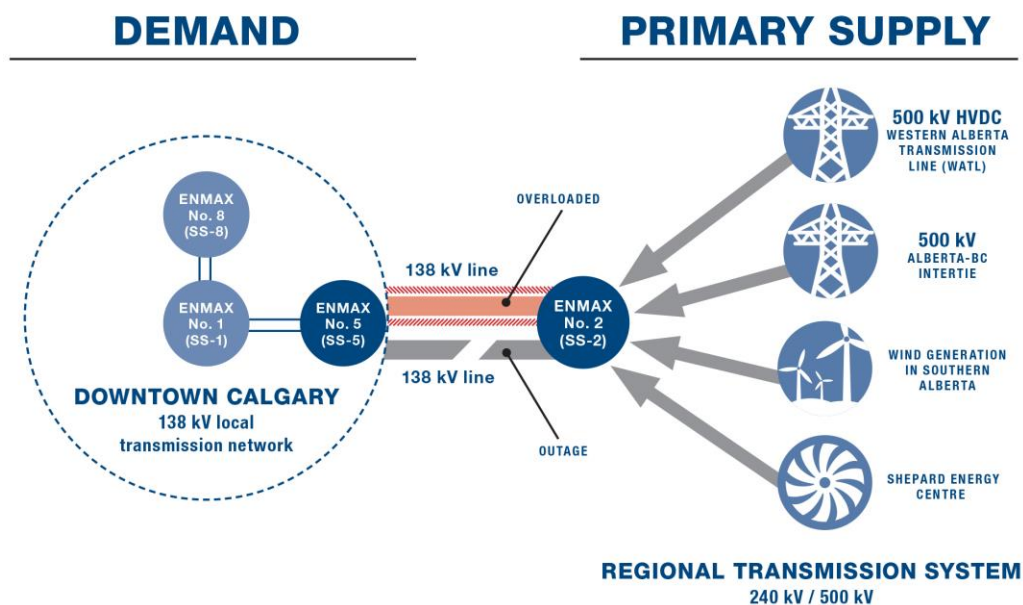 DEMAND
PRIMARY SUPPLY
ENMAX
No. 8
(SS-8)
ENMAX
No. 1
(SS-1)
ENMAX
No. 5
(SS-5)
DOWNTOWN CALGARY
138 kV local
transmission network
OVERLOADED
138 kV line
138 kV line
OUTAGE
ENMAX
No. 2
(SS-2)
500 kV HVDC
WESTERN ALBERTA
TRANSMISSION
LINE (WATL)
500 kV
ALBERTA-BC
INTERTIE
WIND GENERATION
IN SOUTHERN
ALBERTA
SHEPARD ENERGY
CENTRE
REGIONAL TRANSMISSION SYSTEM
240 kV / 500 kV